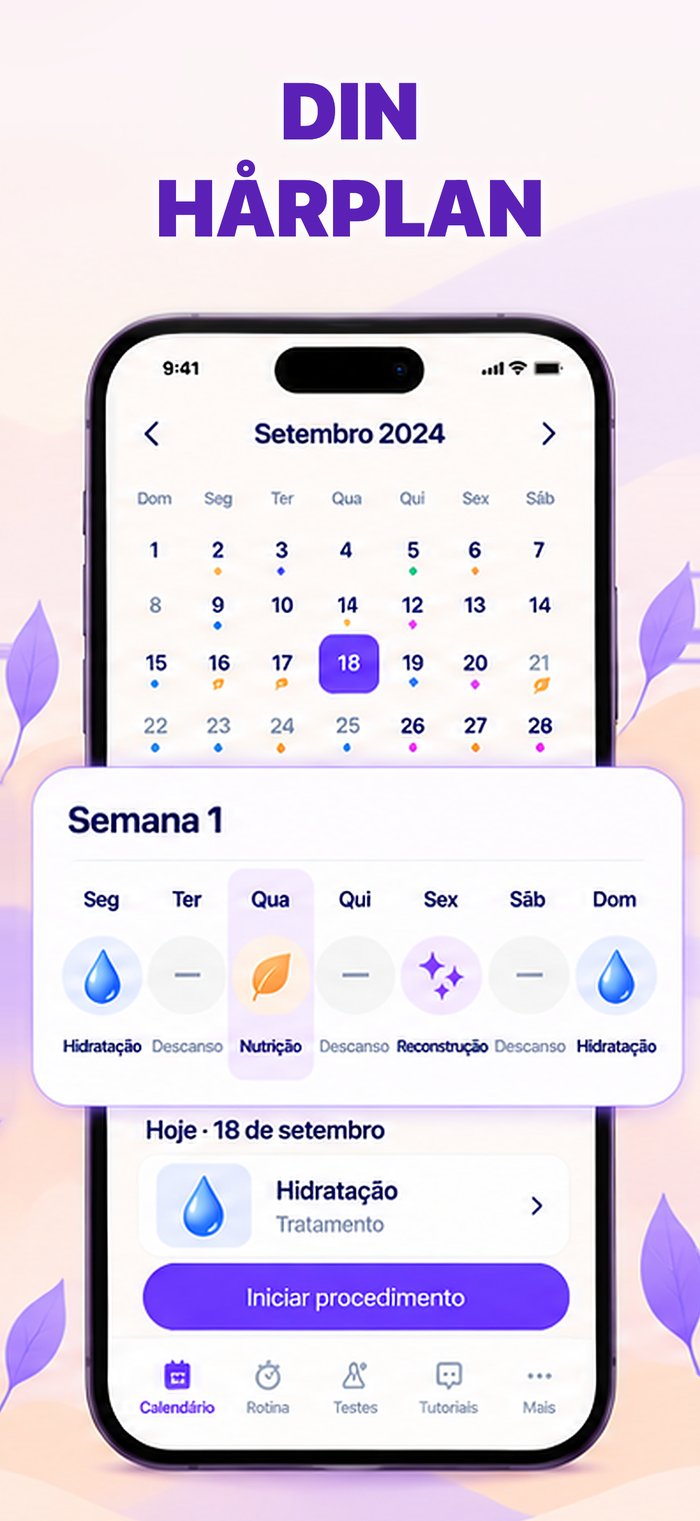 DIN
HÅRPLAN
9:41
Setembro 2024
Dom Seg Ter Qua Qui Sex Sáb
1 2 3 4 5 6 7
8 9 10 14 12 13 14
15 16 17 18 19 20 21
22 23 24 25 26 27 28
Semana 1
Seg Ter Qua Qui Sex Sāb Dom
Hidratação Descanso Nutrição Descanso Reconstrução Descanso Hidratação
Hoje · 18 de setembro
Hidratação
Tratamento
Iniciar procedimento
Calendário Rotina Testes Tutoriais Mais